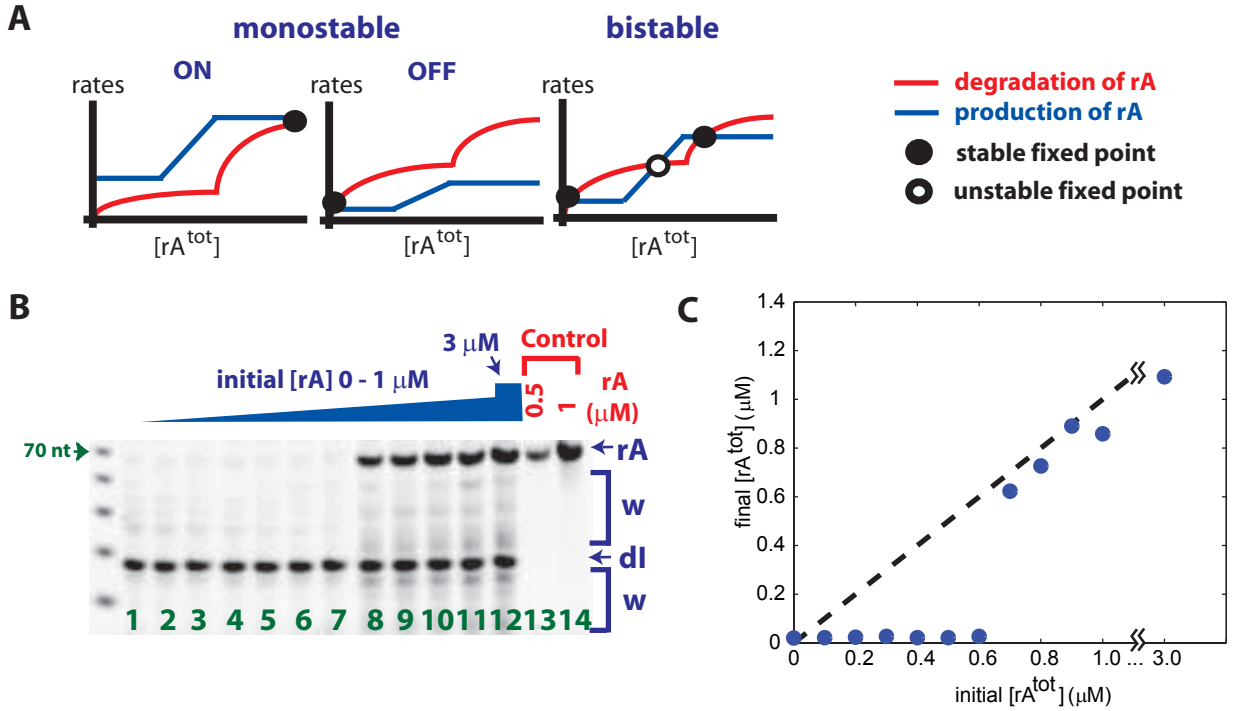 A
monostable
bistable
ON
OFF
rates
rates
rates
[rA^tot]
[rA^tot]
[rA^tot]
degradation of rA
production of rA
stable fixed point
unstable fixed point
B
3 μM
Control
initial [rA] 0 - 1 μM
0.5
1
rA
(μM)
70 nt
rA
w
dI
w
1 2 3 4 5 6 7 8 9 10 11 12 13 14
C
1.4
1.2
1
0.8
0.6
0.4
0.2
0
final [rA^tot] (μM)
0 0.2 0.4 0.6 0.8 1.0 ... 3.0
initial [rA^tot] (μM)